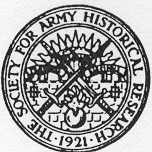 THE SOCIETY FOR ARMY HISTORICAL RESEARCH
·1921·